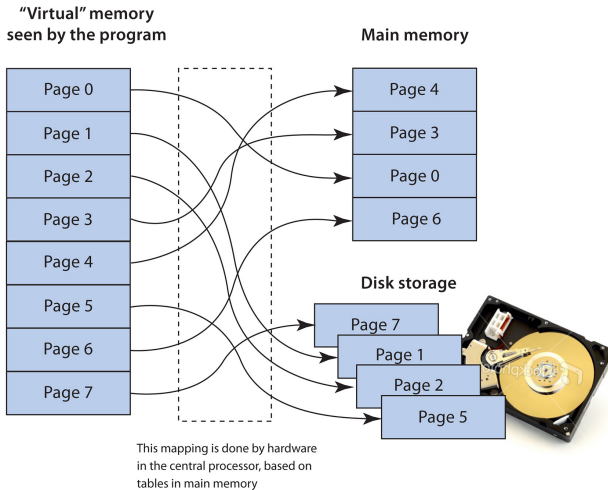 “Virtual” memory
seen by the program
Page 0
Page 1
Page 2
Page 3
Page 4
Page 5
Page 6
Page 7
This mapping is done by hardware
in the central processor, based on
tables in main memory
Main memory
Page 4
Page 3
Page 0
Page 6
Disk storage
Page 7
Page 1
Page 2
Page 5